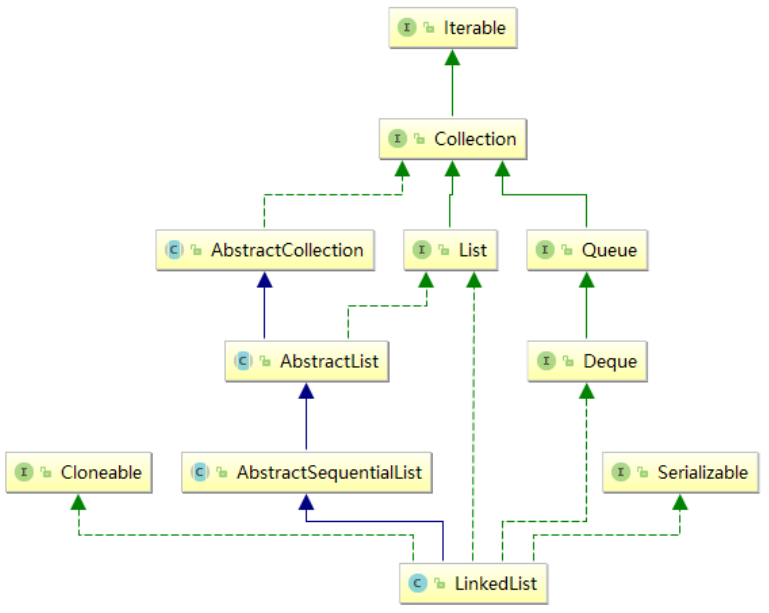 I Iterable
I Collection
C AbstractCollection
I List
I Queue
C AbstractList
I Deque
I Cloneable
C AbstractSequentialList
I Serializable
C LinkedList